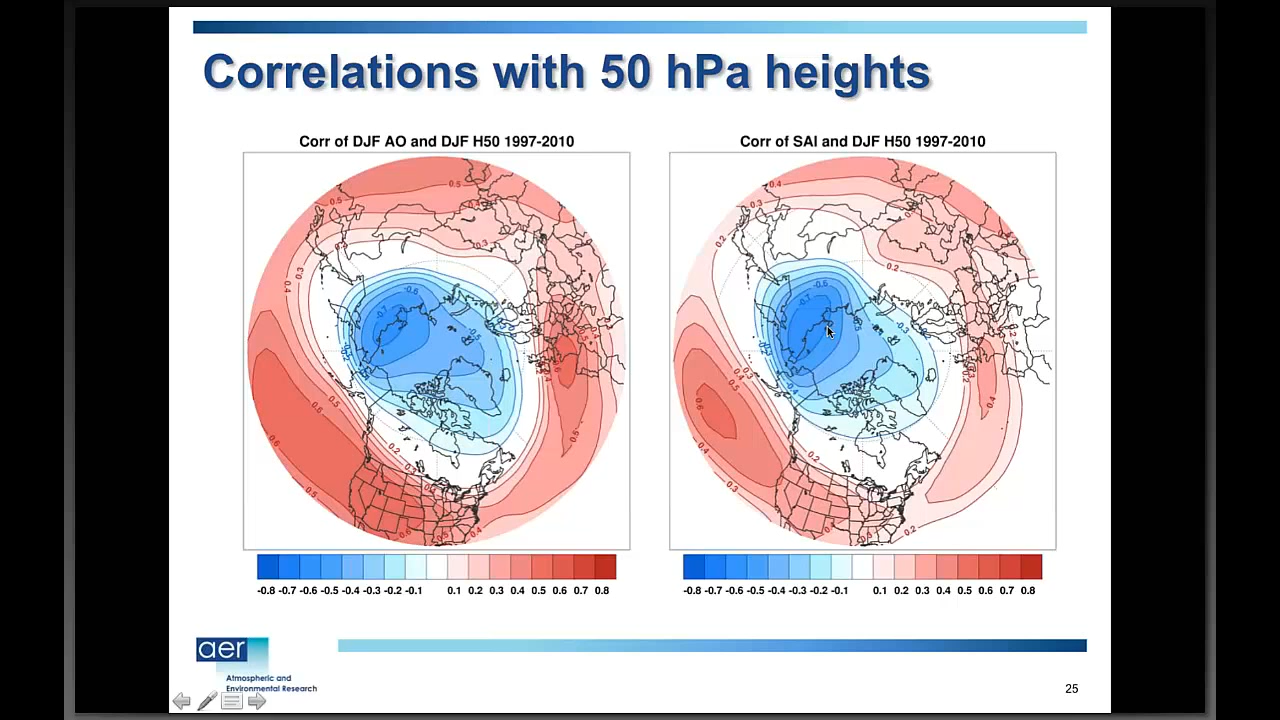 Correlations with 50 hPa heights
Corr of DJF AO and DJF H50 1997-2010
Corr of SAI and DJF H50 1997-2010
-0.8 -0.7 -0.6 -0.5 -0.4 -0.3 -0.2 -0.1 0.1 0.2 0.3 0.4 0.5 0.6 0.7 0.8
-0.8 -0.7 -0.6 -0.5 -0.4 -0.3 -0.2 -0.1 0.1 0.2 0.3 0.4 0.5 0.6 0.7 0.8
aer
Atmospheric and
Environmental Research
25